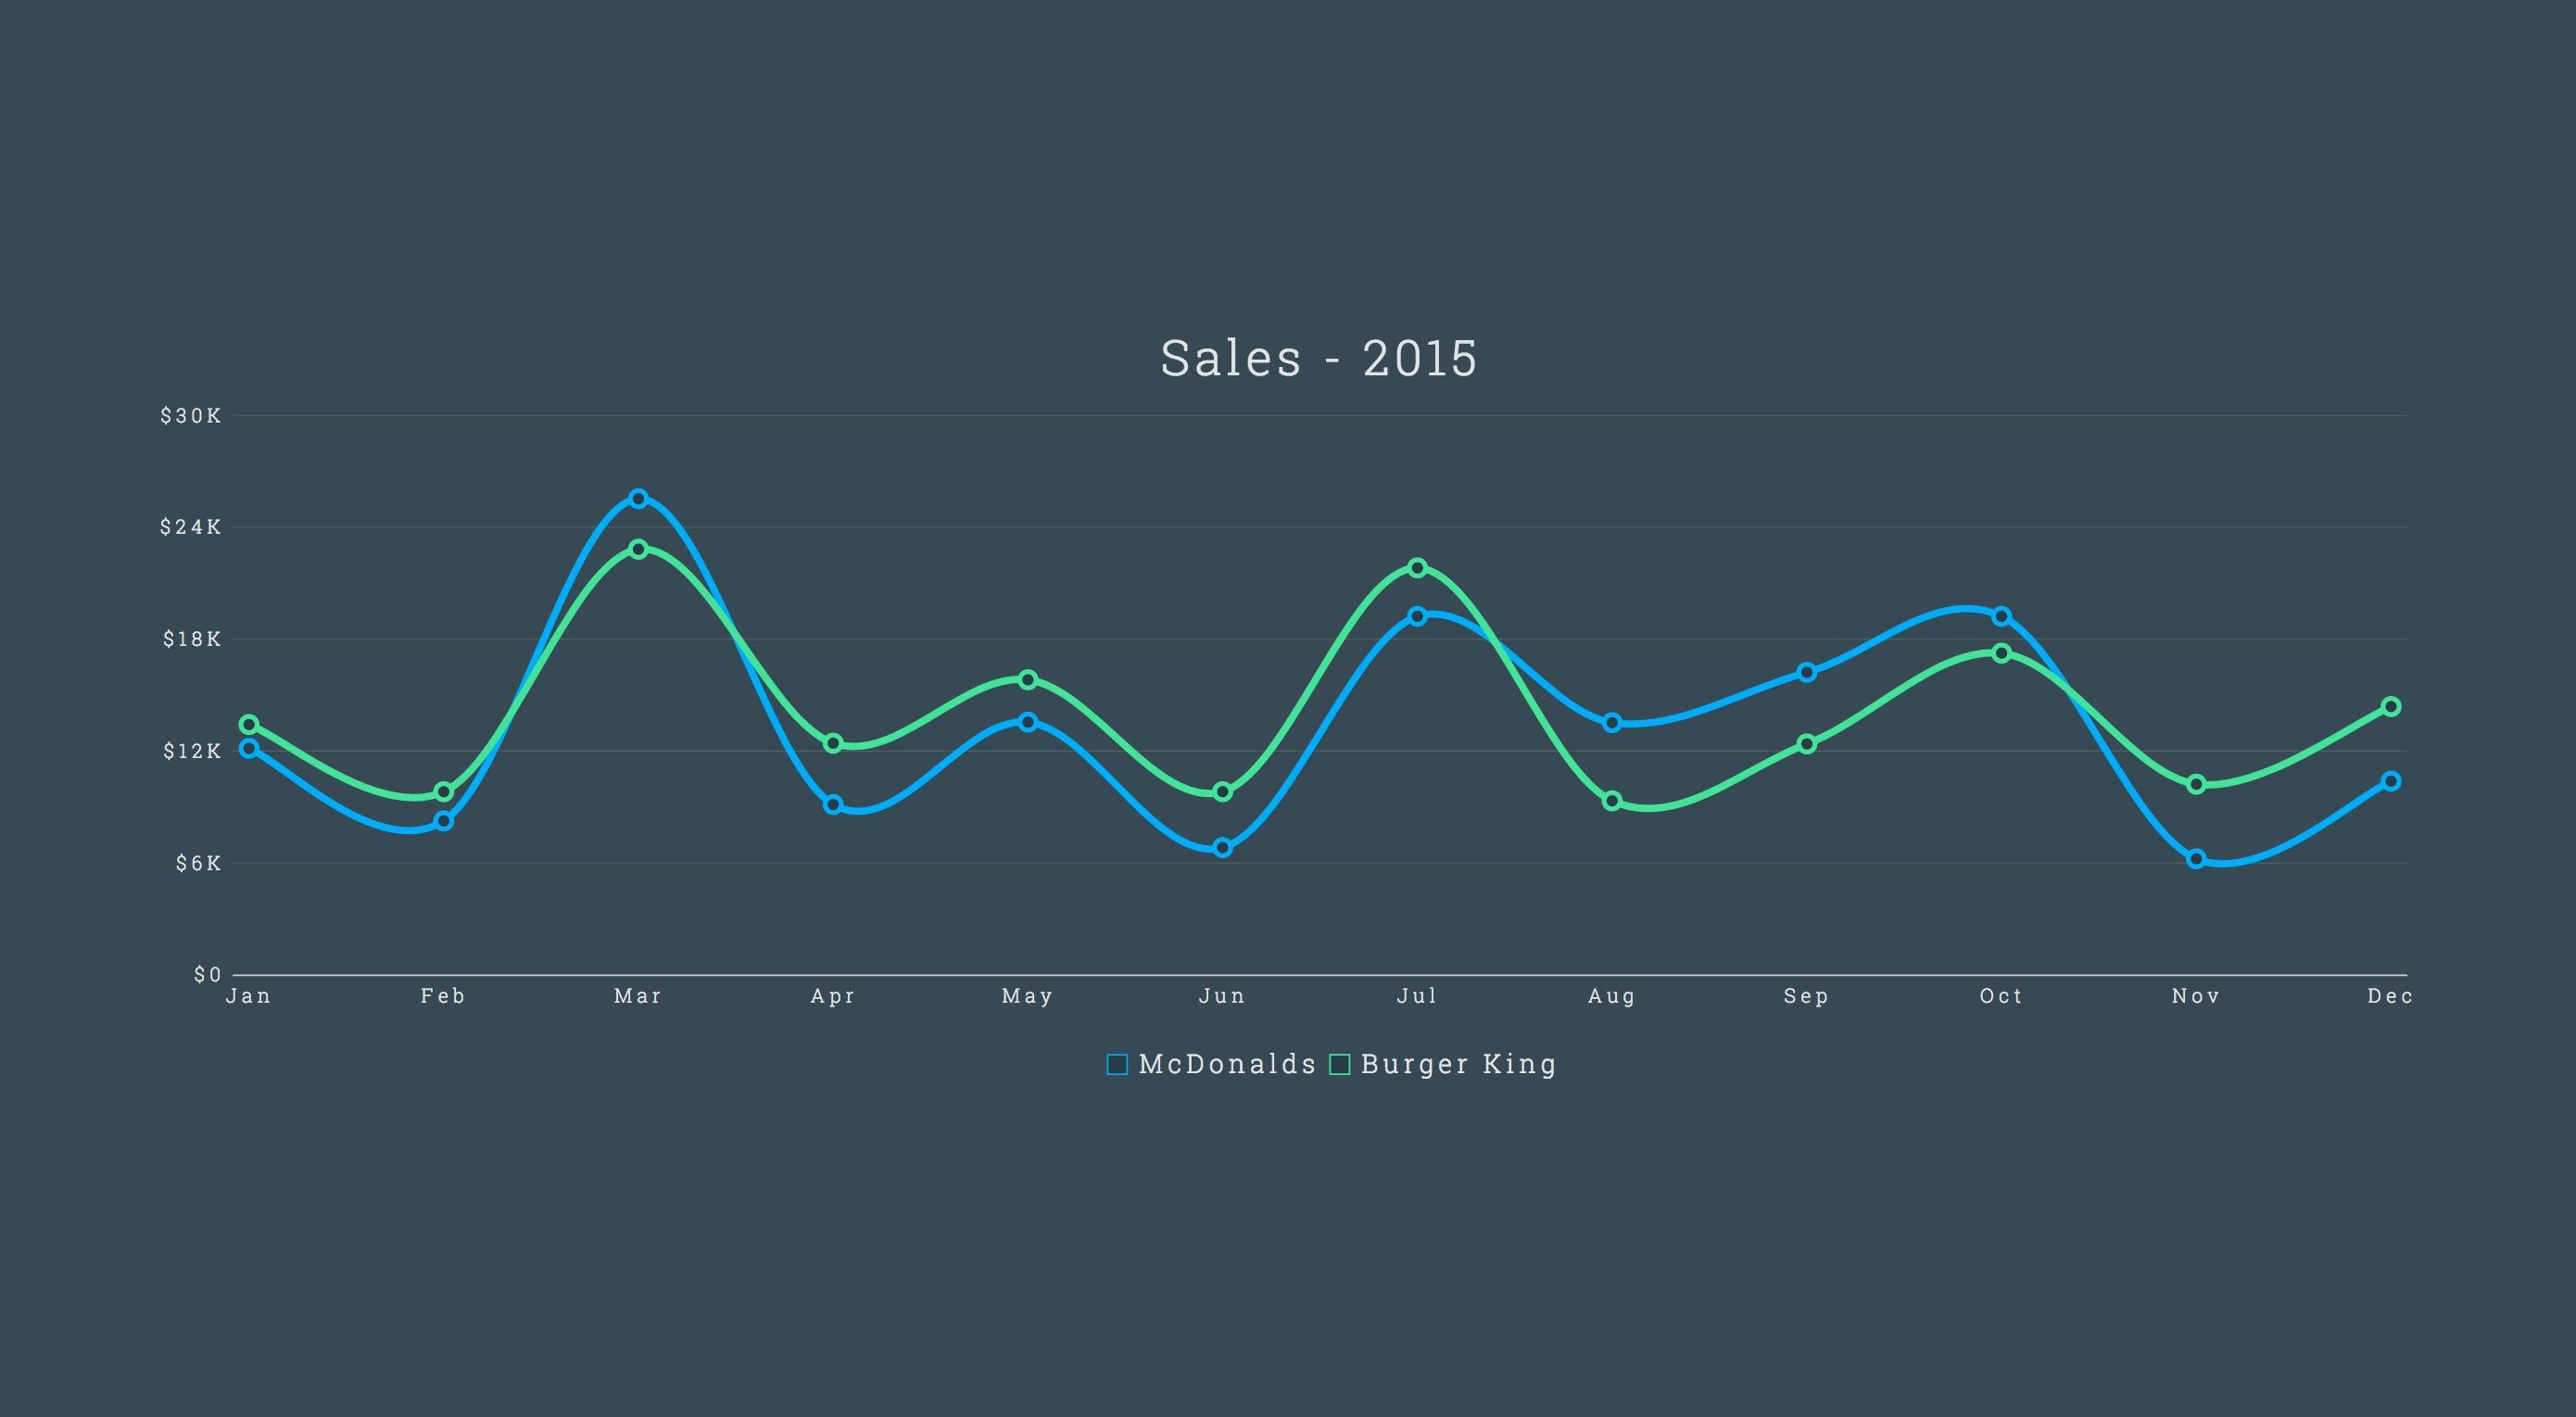 Sales - 2015
$30K
$24K
$18K
$12K
$6K
$0
Jan Feb Mar Apr May Jun Jul Aug Sep Oct Nov Dec
McDonalds Burger King